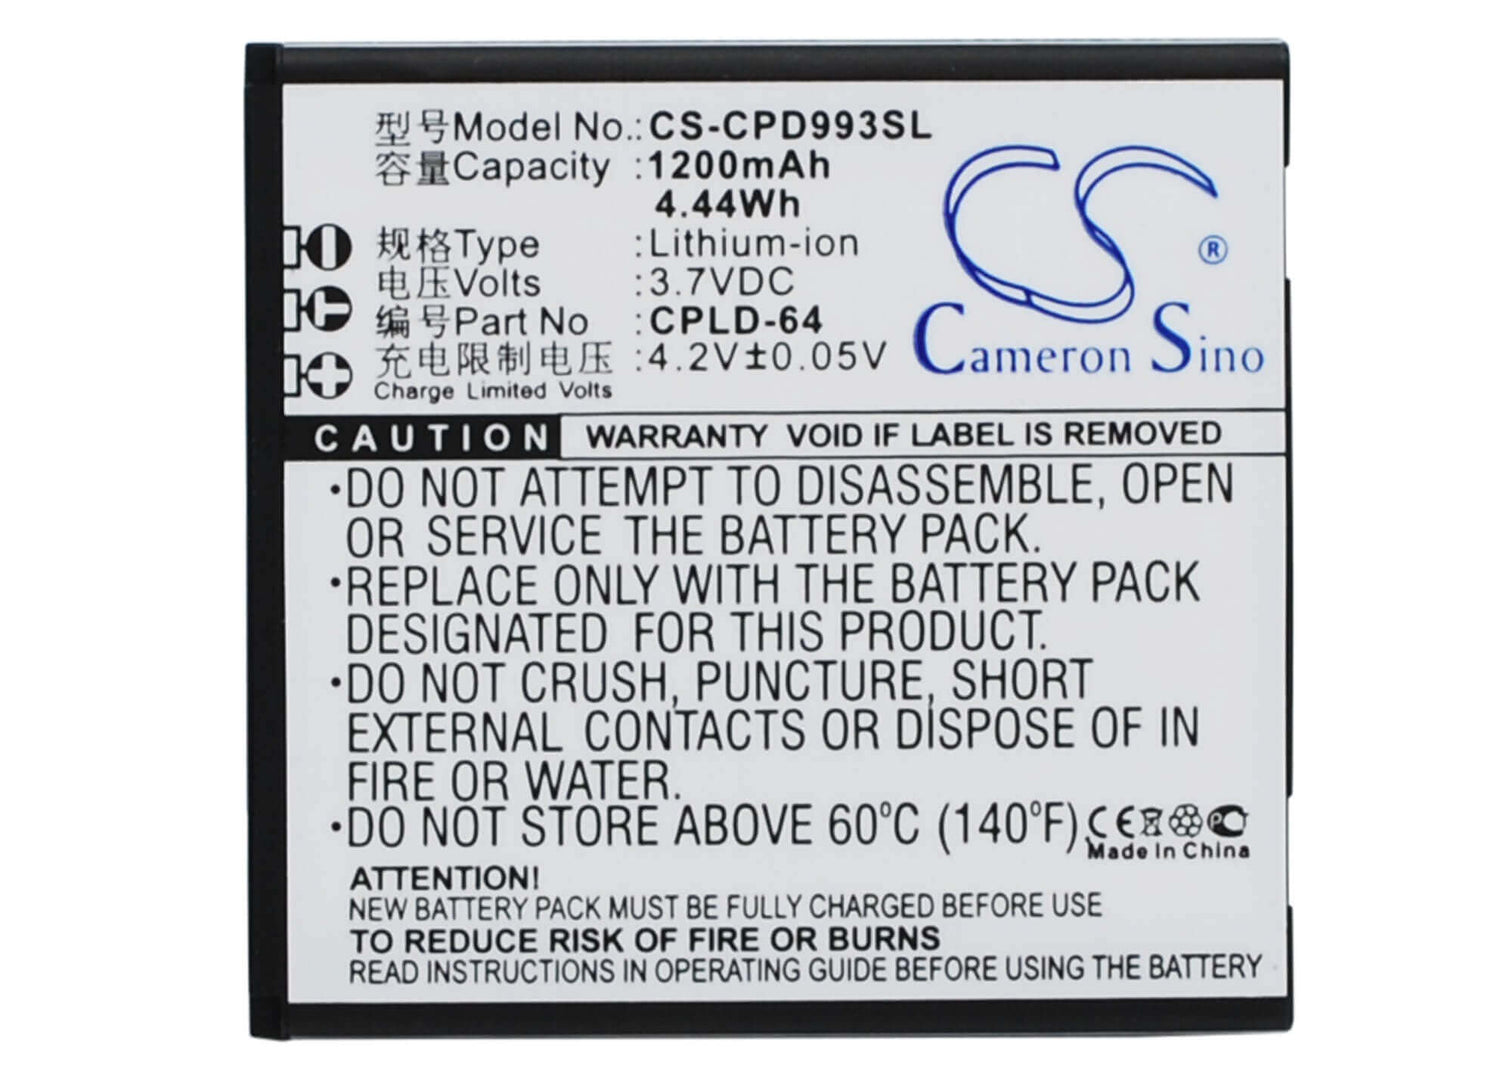 型号Model No.:CS-CPD993SL
容量Capacity :1200mAh
4.44Wh
规格Type :Lithium-ion
电压Volts :3.7VDC
编号Part No :CPLD-64
充电限制电压 :4.2V±0.05V
Charge Limited Volts
CS ®
Cameron Sino
CAUTION WARRANTY VOID IF LABEL IS REMOVED
·DO NOT ATTEMPT TO DISASSEMBLE, OPEN
OR SERVICE THE BATTERY PACK.
·REPLACE ONLY WITH THE BATTERY PACK
DESIGNATED FOR THIS PRODUCT.
·DO NOT CRUSH, PUNCTURE, SHORT
EXTERNAL CONTACTS OR DISPOSE OF IN
FIRE OR WATER.
·DO NOT STORE ABOVE 60°C (140°F). CE PC
Made In China
ATTENTION!
NEW BATTERY PACK MUST BE FULLY CHARGED BEFORE USE
TO REDUCE RISK OF FIRE OR BURNS
READ INSTRUCTIONS IN OPERATING GUIDE BEFORE USING THE BATTERY